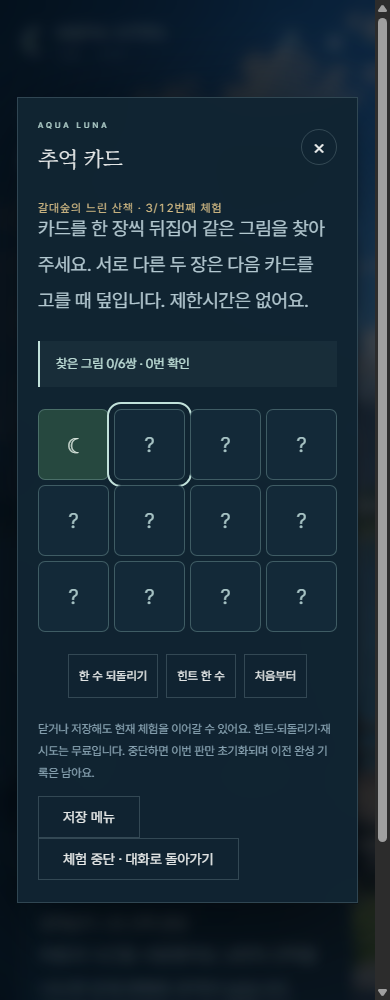 AQUA LUNA
추억 카드
×
갈대숲의 느린 산책 · 3/12번째 체험
카드를 한 장씩 뒤집어 같은 그림을 찾아
주세요. 서로 다른 두 장은 다음 카드를
고를 때 덮입니다. 제한시간은 없어요.
찾은 그림 0/6쌍 · 0번 확인
☾ ? ? ?
? ? ? ?
? ? ? ?
한 수 되돌리기 힌트 한 수 처음부터
닫거나 저장해도 현재 체험을 이어갈 수 있어요. 힌트·되돌리기·재
시도는 무료입니다. 중단하면 이번 판만 초기화되며 이전 완성 기
록은 남아요.
저장 메뉴
체험 중단 · 대화로 돌아가기